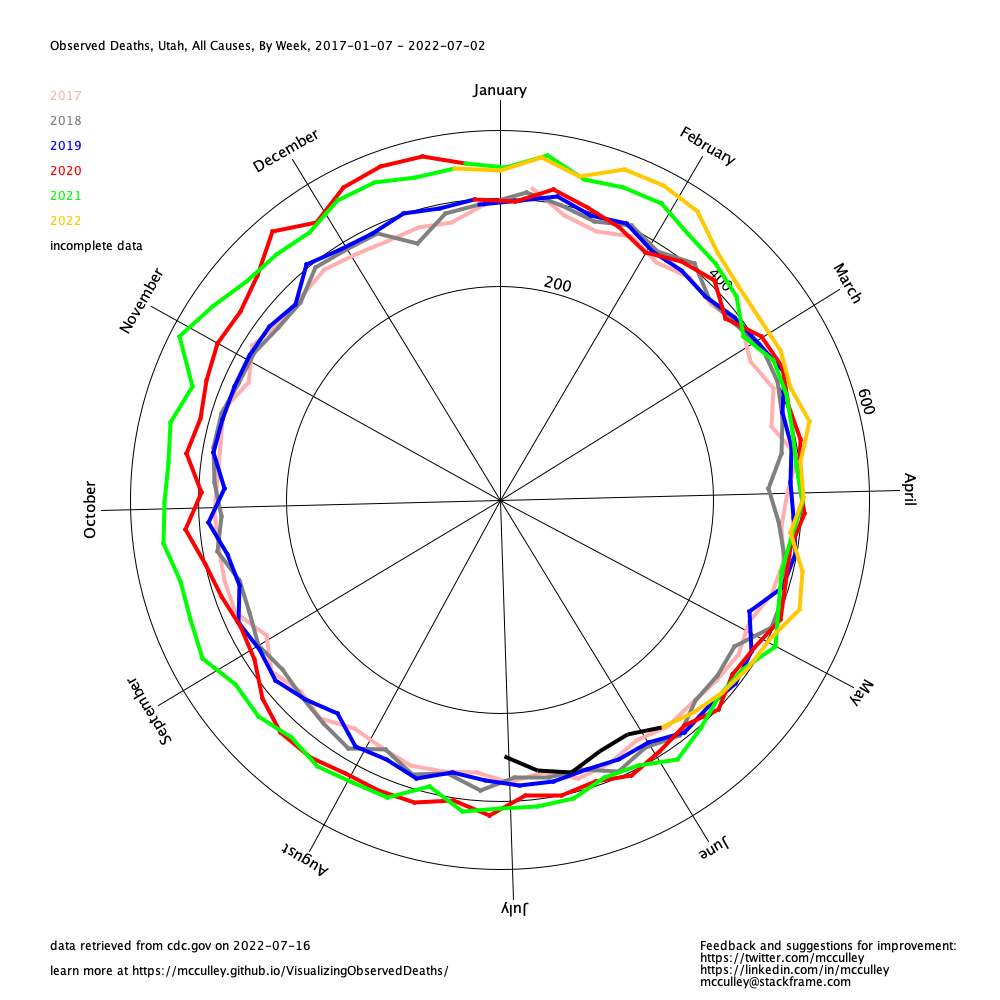 Observed Deaths, Utah, All Causes, By Week, 2017-01-07 - 2022-07-02
January
2017
2018
2019
2020
2021
2022
incomplete data
December
February
November
March
200
400
600
October
April
September
May
August
June
July
data retrieved from cdc.gov on 2022-07-16
learn more at https://mcculley.github.io/VisualizingObservedDeaths/
Feedback and suggestions for improvement:
https://twitter.com/mcculley
https://linkedin.com/in/mcculley
mcculley@stackframe.com